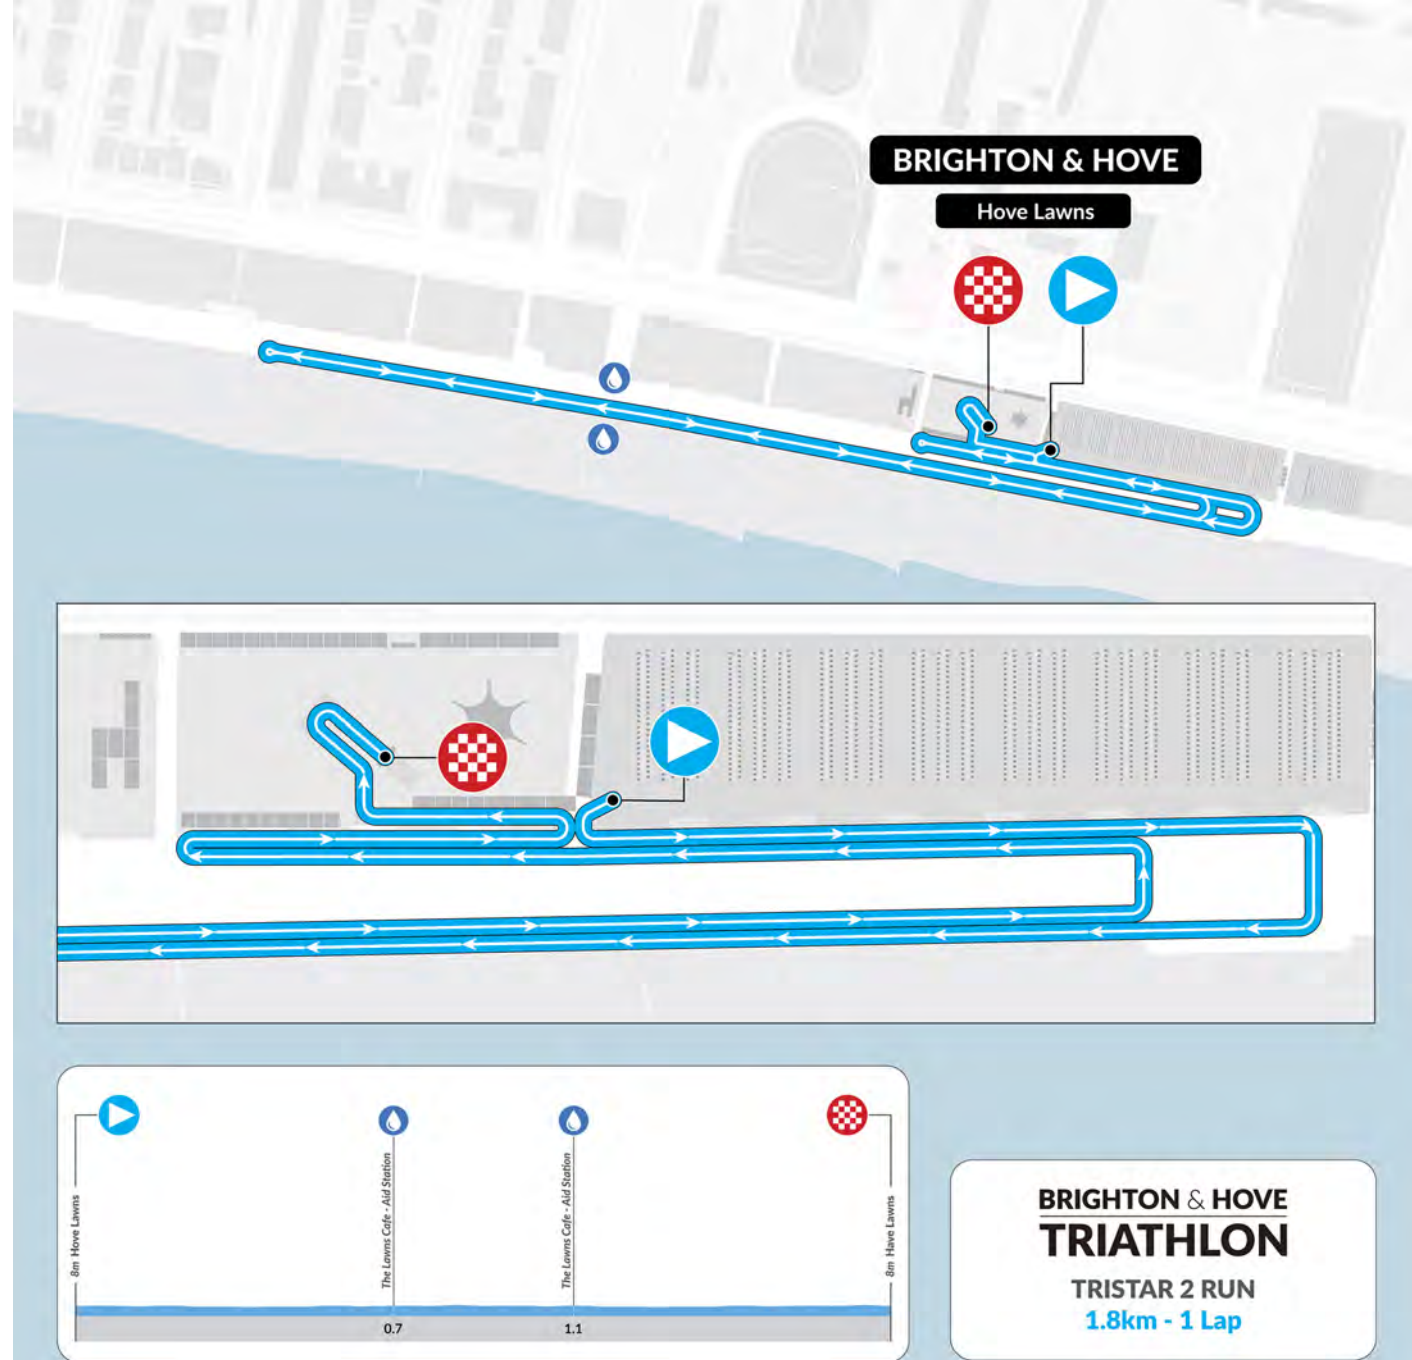 BRIGHTON & HOVE
Hove Lawns
8m Hove Lawns
The Lawns Cafe - Aid Station
The Lawns Cafe - Aid Station
8m Have Lawns
0.7
1.1
BRIGHTON & HOVE
TRIATHLON
TRISTAR 2 RUN
1.8km - 1 Lap